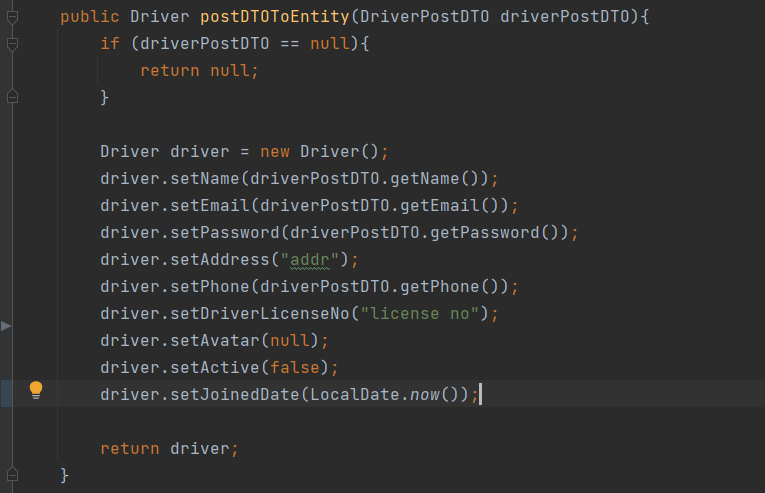 public Driver postDTOToEntity(DriverPostDTO driverPostDTO){
if (driverPostDTO == null){
return null;
}
Driver driver = new Driver();
driver.setName(driverPostDTO.getName());
driver.setEmail(driverPostDTO.getEmail());
driver.setPassword(driverPostDTO.getPassword());
driver.setAddress("addr");
driver.setPhone(driverPostDTO.getPhone());
driver.setDriverLicenseNo("license no");
driver.setAvatar(null);
driver.setActive(false);
driver.setJoinedDate(LocalDate.now());
return driver;
}